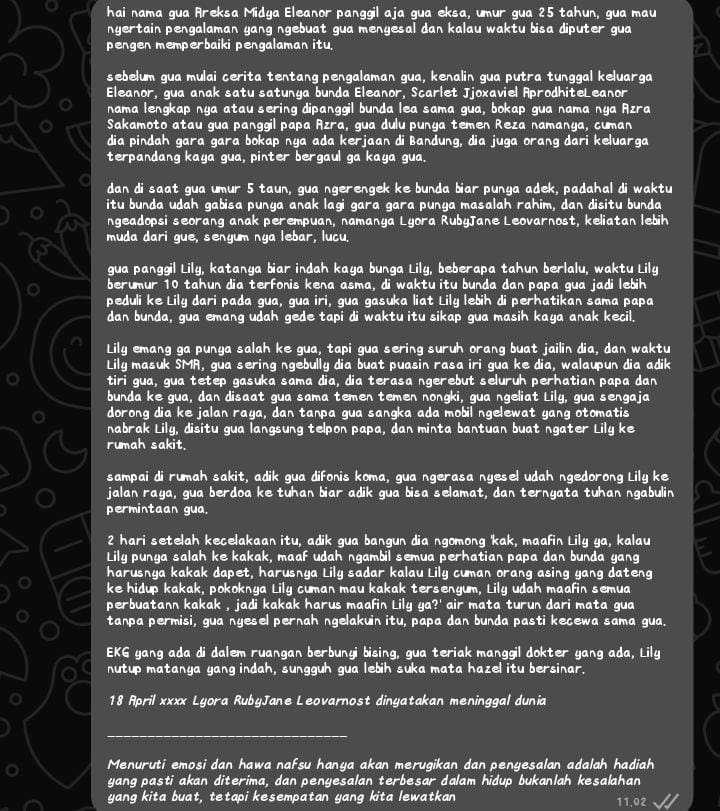 hai nama gua Areksa Midya Eleanor panggil aja gua eksa, umur gua 25 tahun, gua mau
nyertain pengalaman yang ngebuat gua menyesal dan kalau waktu bisa diputer gua
pengen memperbaiki pengalaman itu.
sebelum gua mulai cerita tentang pengalaman gua, kenalin gua putra tunggal keluarga
Eleanor, gua anak satu satunya bunda Eleanor, Scarlet Jjoxaviel AprodhiteLeanor
nama lengkap nya atau sering dipanggil bunda lea sama gua, bokap gua nama nya Azra
Sakamoto atau gua panggil papa Azra, gua dulu punya temen Reza namanya, cuman
dia pindah gara gara bokap nya ada kerjaan di Bandung, dia juga orang dari keluarga
terpandang kaya gua, pinter bergaul ga kaya gua.
dan di saat gua umur 5 taun, gua ngerengek ke bunda biar punya adek, padahal di waktu
itu bunda udah gabisa punya anak lagi gara gara punya masalah rahim, dan disitu bunda
ngeadopsi seorang anak perempuan, namanya Lyora RubyJane Leovarnost, keliatan lebih
muda dari gue, senyum nya lebar, lucu.
gua panggil Lily, katanya biar indah kaya bunga Lily, beberapa tahun berlalu, waktu Lily
berumur 10 tahun dia terfonis kena asma, di waktu itu bunda dan papa gua jadi lebih
peduli ke Lily dari pada gua, gua iri, gua gasuka liat Lily lebih di perhatikan sama papa
dan bunda, gua emang udah gede tapi di waktu itu sikap gua masih kaya anak kecil.
Lily emang ga punya salah ke gua, tapi gua sering suruh orang buat jailin dia, dan waktu
Lily masuk SMA, gua sering ngebully dia buat puasin rasa iri gua ke dia, walaupun dia adik
tiri gua, gua tetep gasuka sama dia, dia terasa ngerebut seluruh perhatian papa dan
bunda ke gua, dan disaat gua sama temen temen nongki, gua ngeliat Lily, gua sengaja
dorong dia ke jalan raya, dan tanpa gua sangka ada mobil ngelewat yang otomatis
nabrak Lily, disitu gua langsung telpon papa, dan minta bantuan buat ngater Lily ke
rumah sakit.
sampai di rumah sakit, adik gua difonis koma, gua ngerasa nyesel udah ngedorong Lily ke
jalan raya, gua berdoa ke tuhan biar adik gua bisa selamat, dan ternyata tuhan ngabulin
permintaan gua.
2 hari setelah kecelakaan itu, adik gua bangun dia ngomong 'kak, maafin Lily ya, kalau
Lily punya salah ke kakak, maaf udah ngambil semua perhatian papa dan bunda yang
harusnya kakak dapet, harusnya Lily sadar kalau Lily cuman orang asing yang dateng
ke hidup kakak, pokoknya Lily cuman mau kakak tersenyum, Lily udah maafin semua
perbuatann kakak , jadi kakak harus maafin Lily ya?' air mata turun dari mata gua
tanpa permisi, gua nyesel pernah ngelakuin itu, papa dan bunda pasti kecewa sama gua.
EKG yang ada di dalem ruangan berbunyi bising, gua teriak manggil dokter yang ada, Lily
nutup matanya yang indah, sungguh gua lebih suka mata hazel itu bersinar.
18 April xxxx Lyora RubyJane Leovarnost dinyatakan meninggal dunia
______________________________
Menuruti emosi dan hawa nafsu hanya akan merugikan dan penyesalan adalah hadiah
yang pasti akan diterima, dan penyesalan terbesar dalam hidup bukanlah kesalahan
yang kita buat, tetapi kesempatan yang kita lewatkan
11.02